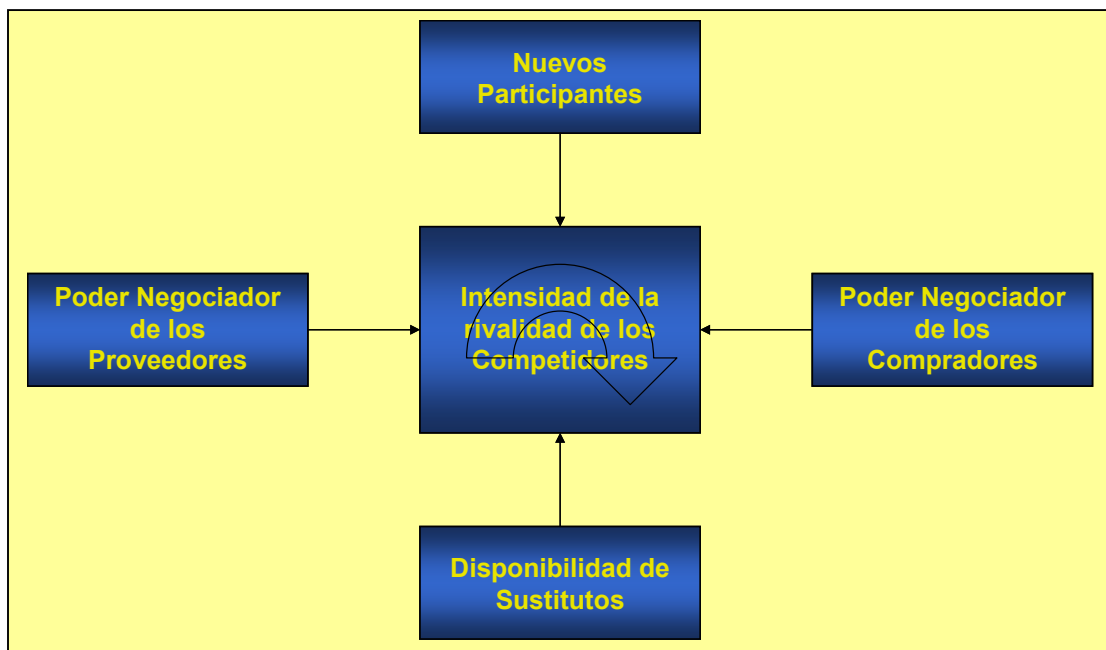 Nuevos
Participantes
Poder Negociador
de los
Proveedores
Intensidad de la
rivalidad de los
Competidores
Poder Negociador
de los
Compradores
Disponibilidad de
Sustitutos